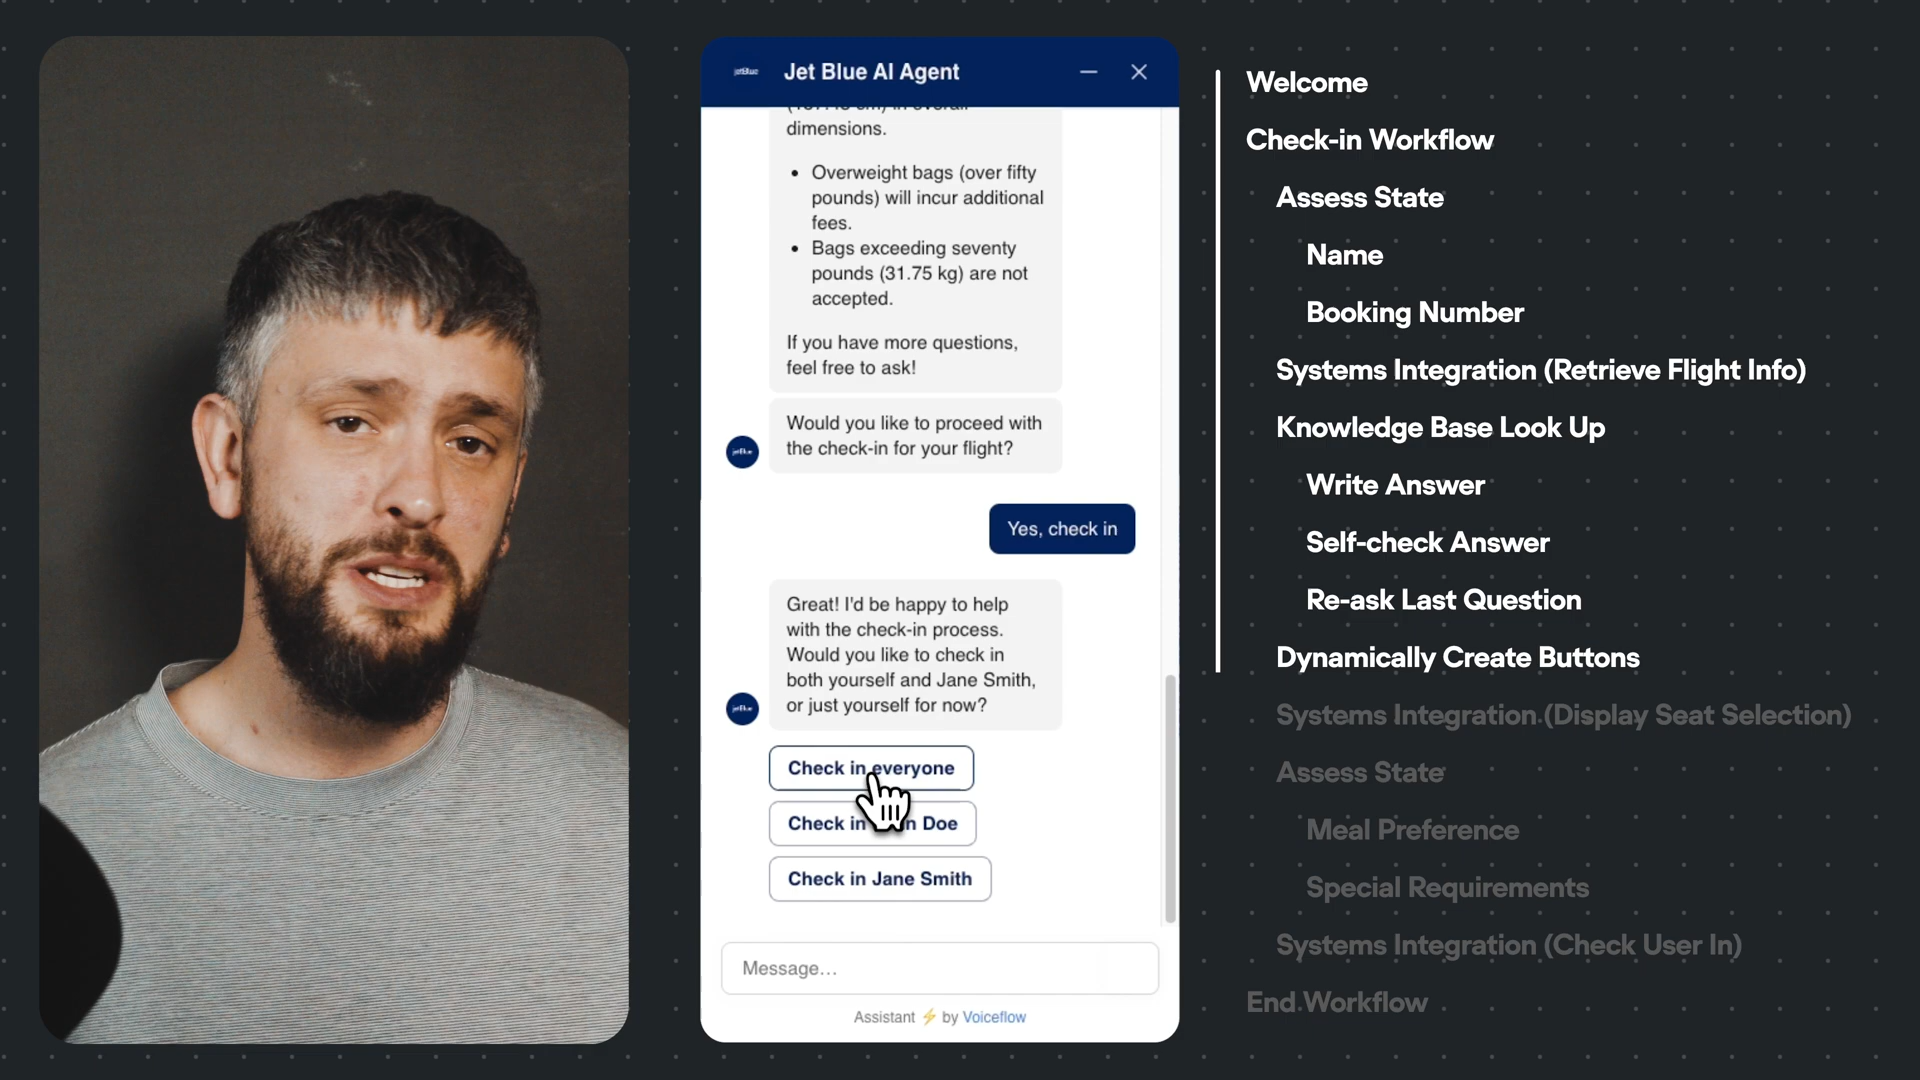 jetBlue
Jet Blue AI Agent
dimensions.
• Overweight bags (over fifty
pounds) will incur additional
fees.
• Bags exceeding seventy
pounds (31.75 kg) are not
accepted.
If you have more questions,
feel free to ask!
Would you like to proceed with
the check-in for your flight?
jetBlue
Yes, check in
Great! I'd be happy to help
with the check-in process.
Would you like to check in
both yourself and Jane Smith,
or just yourself for now?
jetBlue
Check in everyone
Check in Doe
Check in Jane Smith
Message...
Assistant ⚡ by Voiceflow
Welcome
Check-in Workflow
Assess State
Name
Booking Number
Systems Integration (Retrieve Flight Info)
Knowledge Base Look Up
Write Answer
Self-check Answer
Re-ask Last Question
Dynamically Create Buttons
Systems Integration (Display Seat Selection)
Assess State
Meal Preference
Special Requirements
Systems Integration (Check User In)
End Workflow